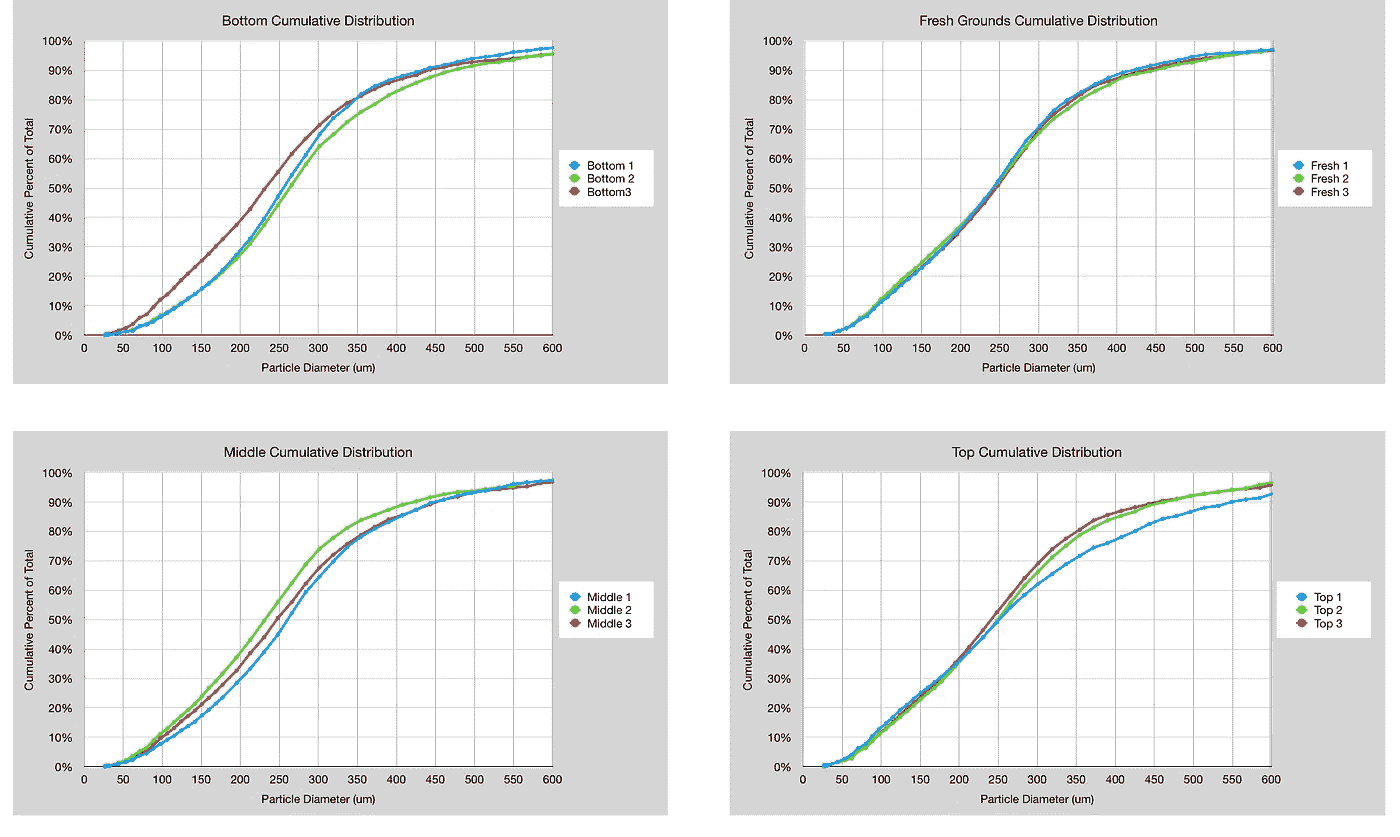 Bottom Cumulative Distribution
Cumulative Percent of Total
100%
90%
80%
70%
60%
50%
40%
30%
20%
10%
0%
0 50 100 150 200 250 300 350 400 450 500 550 600
Particle Diameter (um)
Bottom 1
Bottom 2
Bottom3
Fresh Grounds Cumulative Distribution
Cumulative Percent of Total
100%
90%
80%
70%
60%
50%
40%
30%
20%
10%
0%
0 50 100 150 200 250 300 350 400 450 500 550 600
Particle Diameter (um)
Fresh 1
Fresh 2
Fresh 3
Middle Cumulative Distribution
Cumulative Percent of Total
100%
90%
80%
70%
60%
50%
40%
30%
20%
10%
0%
0 50 100 150 200 250 300 350 400 450 500 550 600
Particle Diameter (um)
Middle 1
Middle 2
Middle 3
Top Cumulative Distribution
Cumulative Percent of Total
100%
90%
80%
70%
60%
50%
40%
30%
20%
10%
0%
0 50 100 150 200 250 300 350 400 450 500 550 600
Particle Diameter (um)
Top 1
Top 2
Top 3